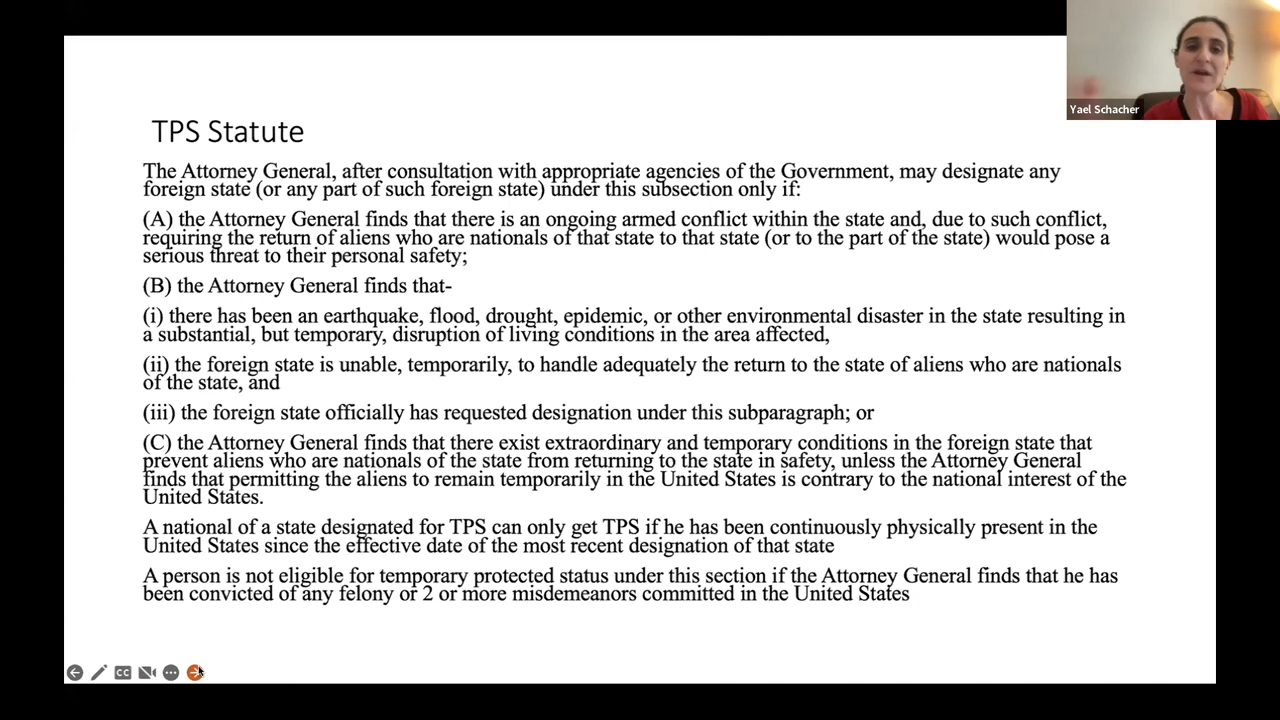 Yael Schacher
TPS Statute
The Attorney General, after consultation with appropriate agencies of the Government, may designate any
foreign state (or any part of such foreign state) under this subsection only if:
(A) the Attorney General finds that there is an ongoing armed conflict within the state and, due to such conflict,
requiring the return of aliens who are nationals of that state to that state (or to the part of the state) would pose a
serious threat to their personal safety;
(B) the Attorney General finds that-
(i) there has been an earthquake, flood, drought, epidemic, or other environmental disaster in the state resulting in
a substantial, but temporary, disruption of living conditions in the area affected,
(ii) the foreign state is unable, temporarily, to handle adequately the return to the state of aliens who are nationals
of the state, and
(iii) the foreign state officially has requested designation under this subparagraph; or
(C) the Attorney General finds that there exist extraordinary and temporary conditions in the foreign state that
prevent aliens who are nationals of the state from returning to the state in safety, unless the Attorney General
finds that permitting the aliens to remain temporarily in the United States is contrary to the national interest of the
United States.
A national of a state designated for TPS can only get TPS if he has been continuously physically present in the
United States since the effective date of the most recent designation of that state
A person is not eligible for temporary protected status under this section if the Attorney General finds that he has
been convicted of any felony or 2 or more misdemeanors committed in the United States
CC